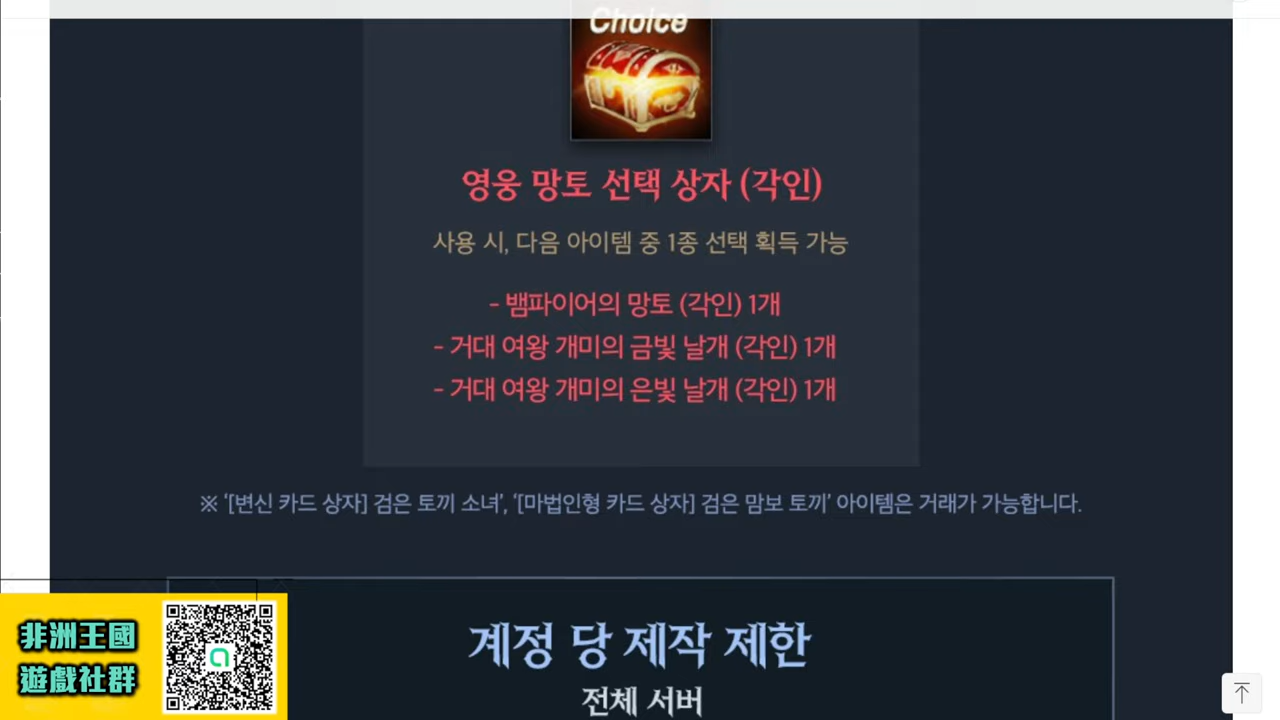 Choice
영웅 망토 선택 상자 (각인)
사용 시, 다음 아이템 중 1종 선택 획득 가능
- 뱀파이어의 망토 (각인) 1개
- 거대 여왕 개미의 금빛 날개 (각인) 1개
- 거대 여왕 개미의 은빛 날개 (각인) 1개
※ ‘[변신 카드 상자] 검은 토끼 소녀’, ‘[마법인형 카드 상자] 검은 맘보 토끼’ 아이템은 거래가 가능합니다.
계정 당 제작 제한
전체 서버
非洲王國
遊戲社群